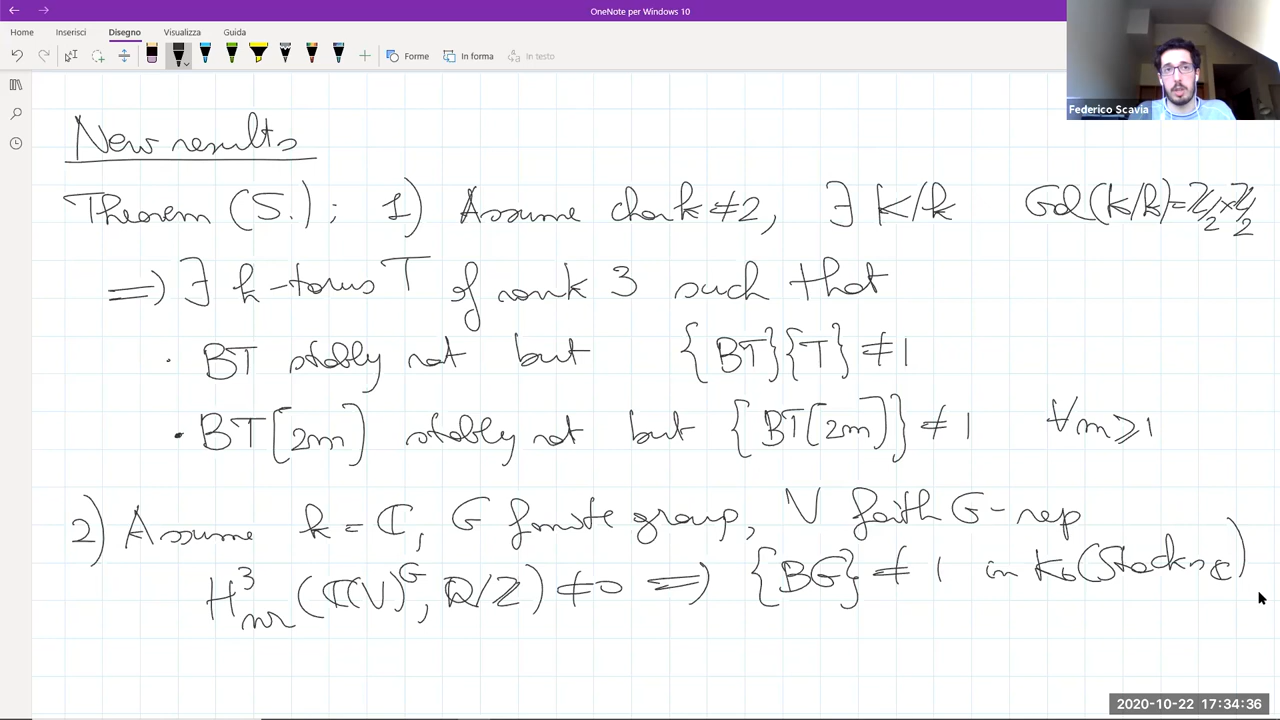 OneNote per Windows 10
Home Inserisci Disegno Visualizza Guida
Forme In forma In testo
Federico Scavia
New results
Theorem (S.): 1) Assume char k ≠ 2, ∃ K/k Gal(K/k) = Z/2 × Z/2
=> ∃ k-torus T of rank 3 such that
· BT stably rat but {BT}{T} ≠ 1
· BT[2m] stably rat but {BT[2m]} ≠ 1 ∀m ⩾ 1
2) Assume k = ℂ, G finite group, V faith G-rep
H³nr(ℂ(V)^G, Q/Z) ≠ 0 => {BG} ≠ 1 in K₀(Stacks ℂ)
2020-10-22 17:34:36